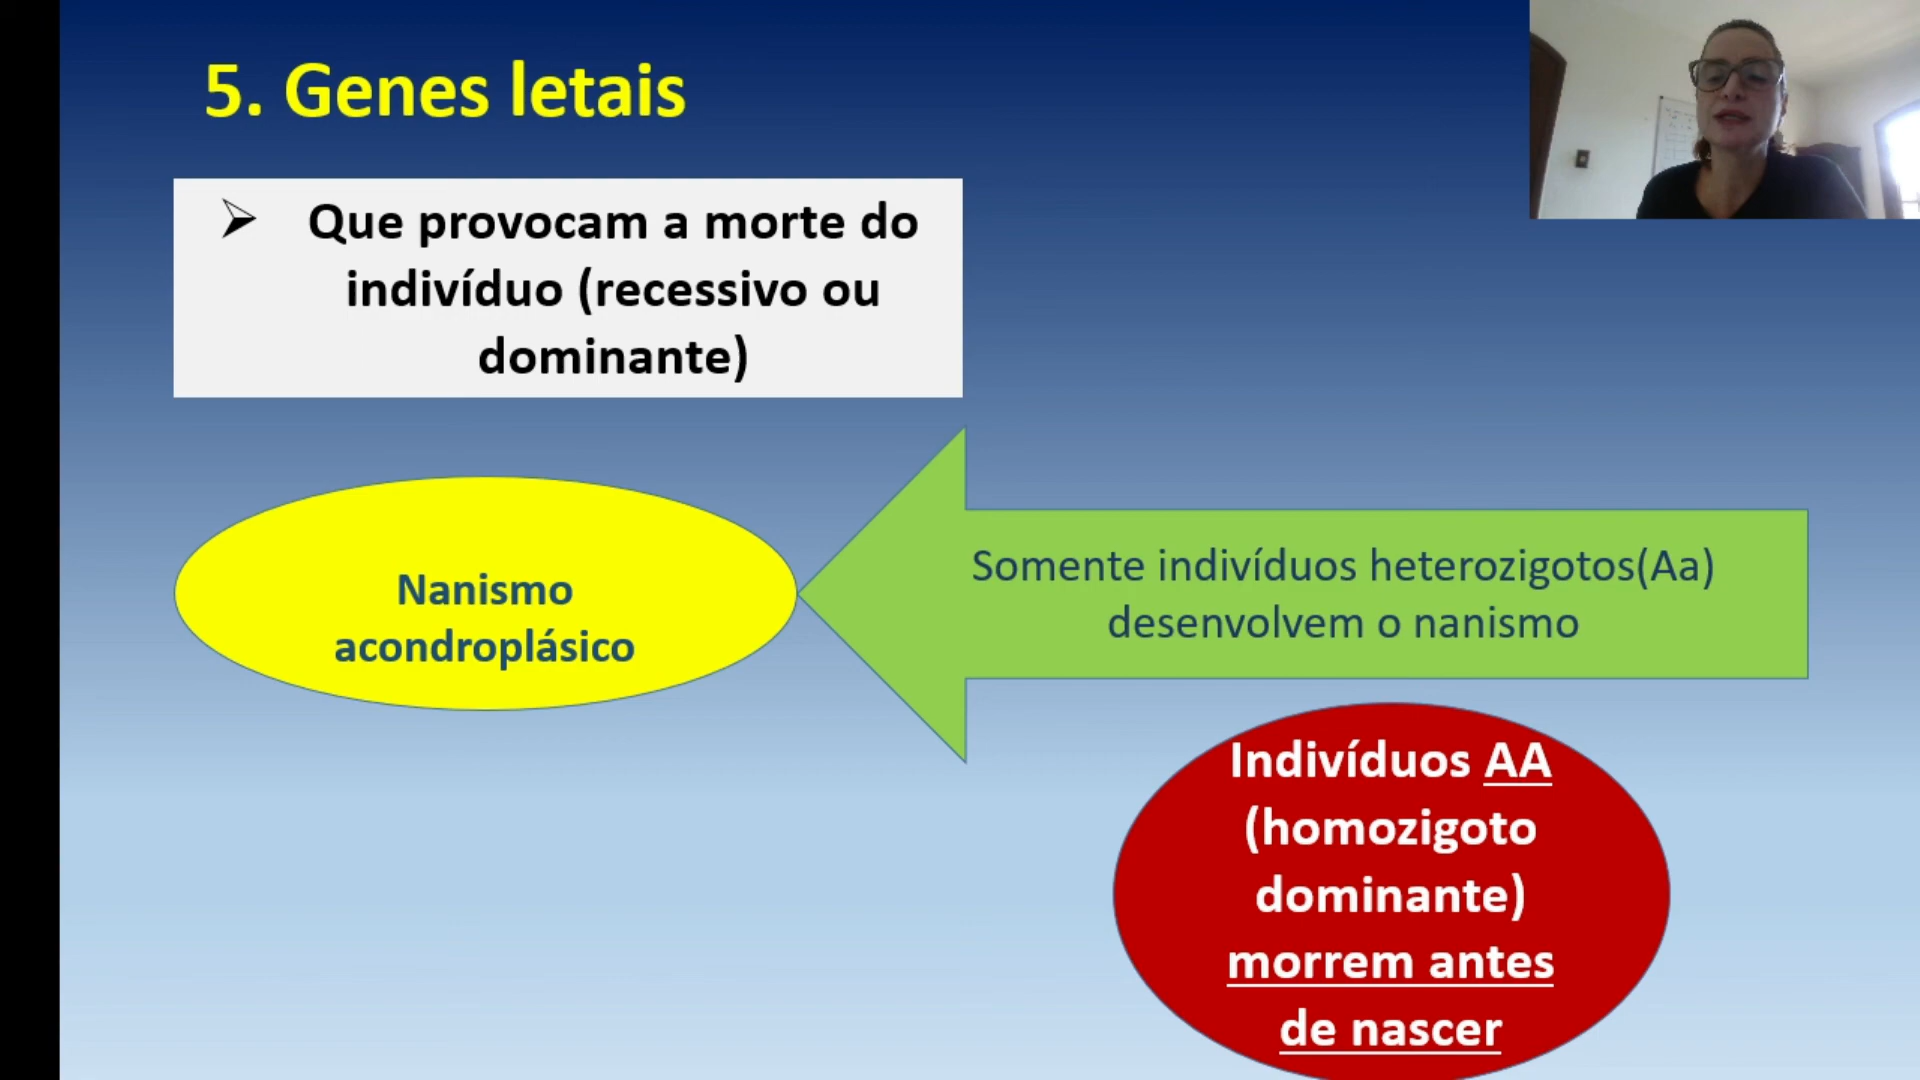 5. Genes letais
➢ Que provocam a morte do
indivíduo (recessivo ou
dominante)
Nanismo
acondroplásico
Somente indivíduos heterozigotos(Aa)
desenvolvem o nanismo
Indivíduos AA
(homozigoto
dominante)
morrem antes
de nascer